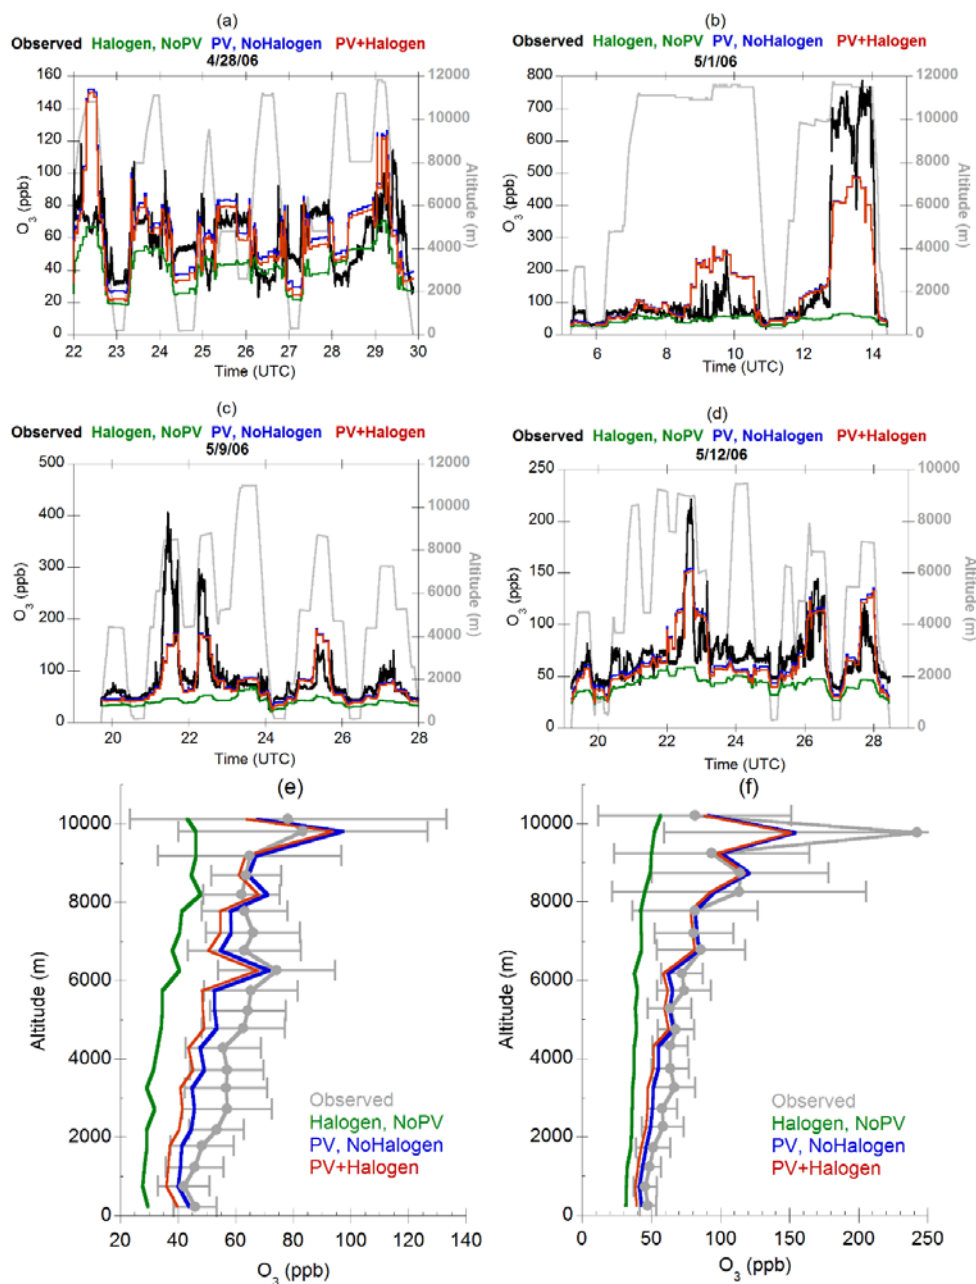 (a)
Observed Halogen, NoPV PV, NoHalogen PV+Halogen
4/28/06
160 140 120 100 80 60 40 20 0
O3 (ppb)
12000 10000 8000 6000 4000 2000 0
Altitude (m)
22 23 24 25 26 27 28 29 30
Time (UTC)
(b)
Observed Halogen, NoPV PV, NoHalogen PV+Halogen
5/1/06
800 700 600 500 400 300 200 100 0
O3 (ppb)
12000 10000 8000 6000 4000 2000 0
Altitude (m)
6 8 10 12 14
Time (UTC)
(c)
Observed Halogen, NoPV PV, NoHalogen PV+Halogen
5/9/06
500 400 300 200 100 0
O3 (ppb)
12000 10000 8000 6000 4000 2000 0
Altitude (m)
20 22 24 26 28
Time (UTC)
(d)
Observed Halogen, NoPV PV, NoHalogen PV+Halogen
5/12/06
250 200 150 100 50 0
O3 (ppb)
10000 8000 6000 4000 2000 0
Altitude (m)
20 22 24 26 28
Time (UTC)
(e)
10000 8000 6000 4000 2000 0
Altitude (m)
Observed
Halogen, NoPV
PV, NoHalogen
PV+Halogen
20 40 60 80 100 120 140
O3 (ppb)
(f)
10000 8000 6000 4000 2000 0
Altitude (m)
Observed
Halogen, NoPV
PV, NoHalogen
PV+Halogen
0 50 100 150 200 250
O3 (ppb)